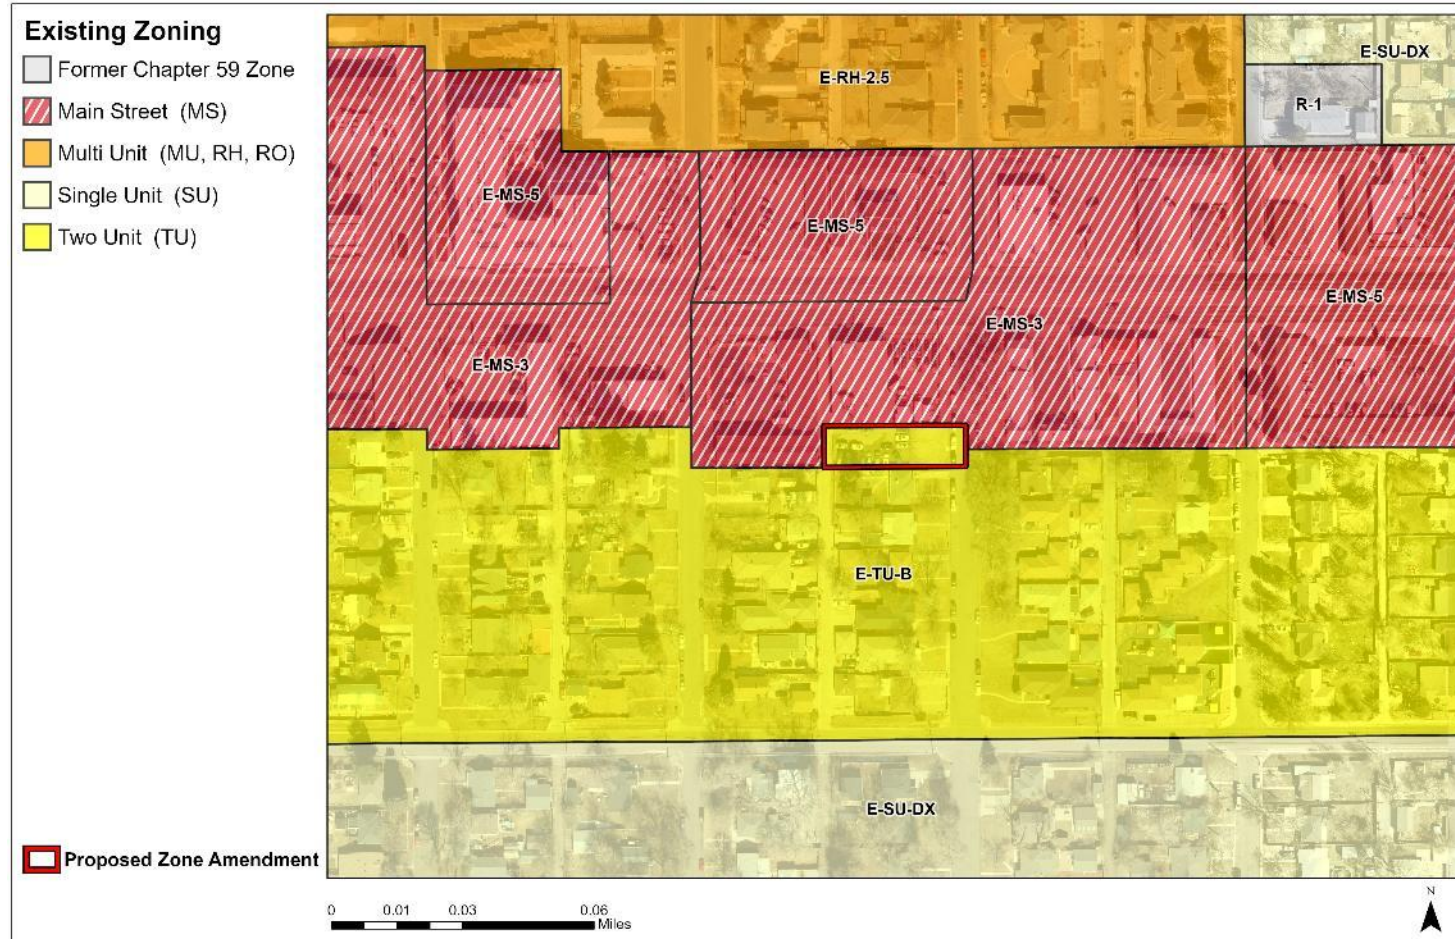 Existing Zoning
Former Chapter 59 Zone
Main Street (MS)
Multi Unit (MU, RH, RO)
Single Unit (SU)
Two Unit (TU)
Proposed Zone Amendment
E-SU-DX
E-RH-2.5
R-1
E-MS-5
E-MS-5
E-MS-5
E-MS-3
E-MS-3
E-TU-B
E-SU-DX
0 0.01 0.03 0.06
Miles
N